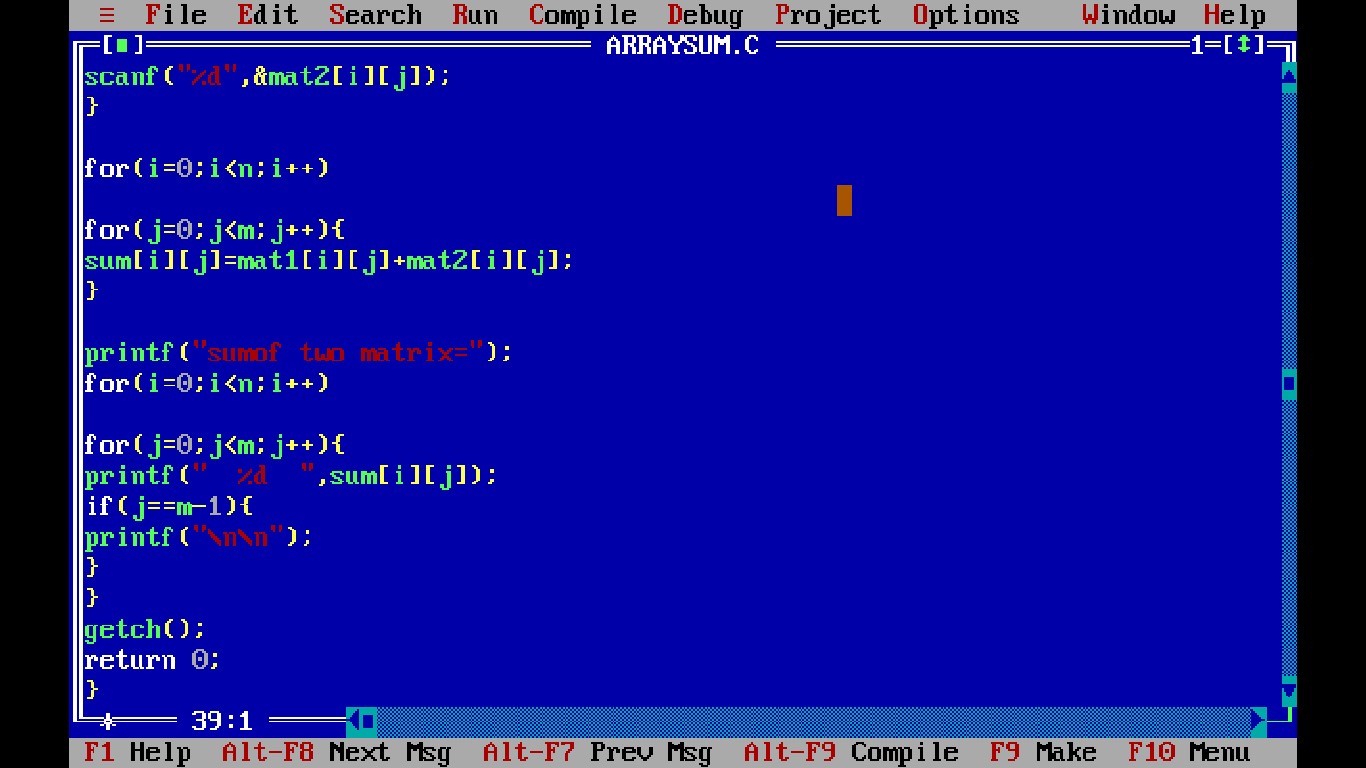 ≡ File Edit Search Run Compile Debug Project Options Window Help
[■] ARRAYSUM.C 1=[↕]
scanf("%d",&mat2[i][j]);
}
for(i=0;i<n;i++)
for(j=0;j<m;j++){
sum[i][j]=mat1[i][j]+mat2[i][j];
}
printf("sumof two matrix=");
for(i=0;i<n;i++)
for(j=0;j<m;j++){
printf("  %d  ",sum[i][j]);
if(j==m-1){
printf("\n\n");
}
}
getch();
return 0;
}
* 39:1
F1 Help Alt-F8 Next Msg Alt-F7 Prev Msg Alt-F9 Compile F9 Make F10 Menu